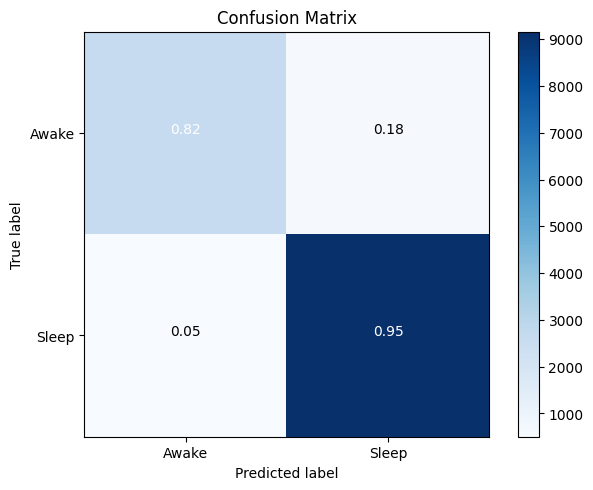 Confusion Matrix
True label
Awake
0.82
0.18
Sleep
0.05
0.95
Awake
Sleep
Predicted label
9000
8000
7000
6000
5000
4000
3000
2000
1000